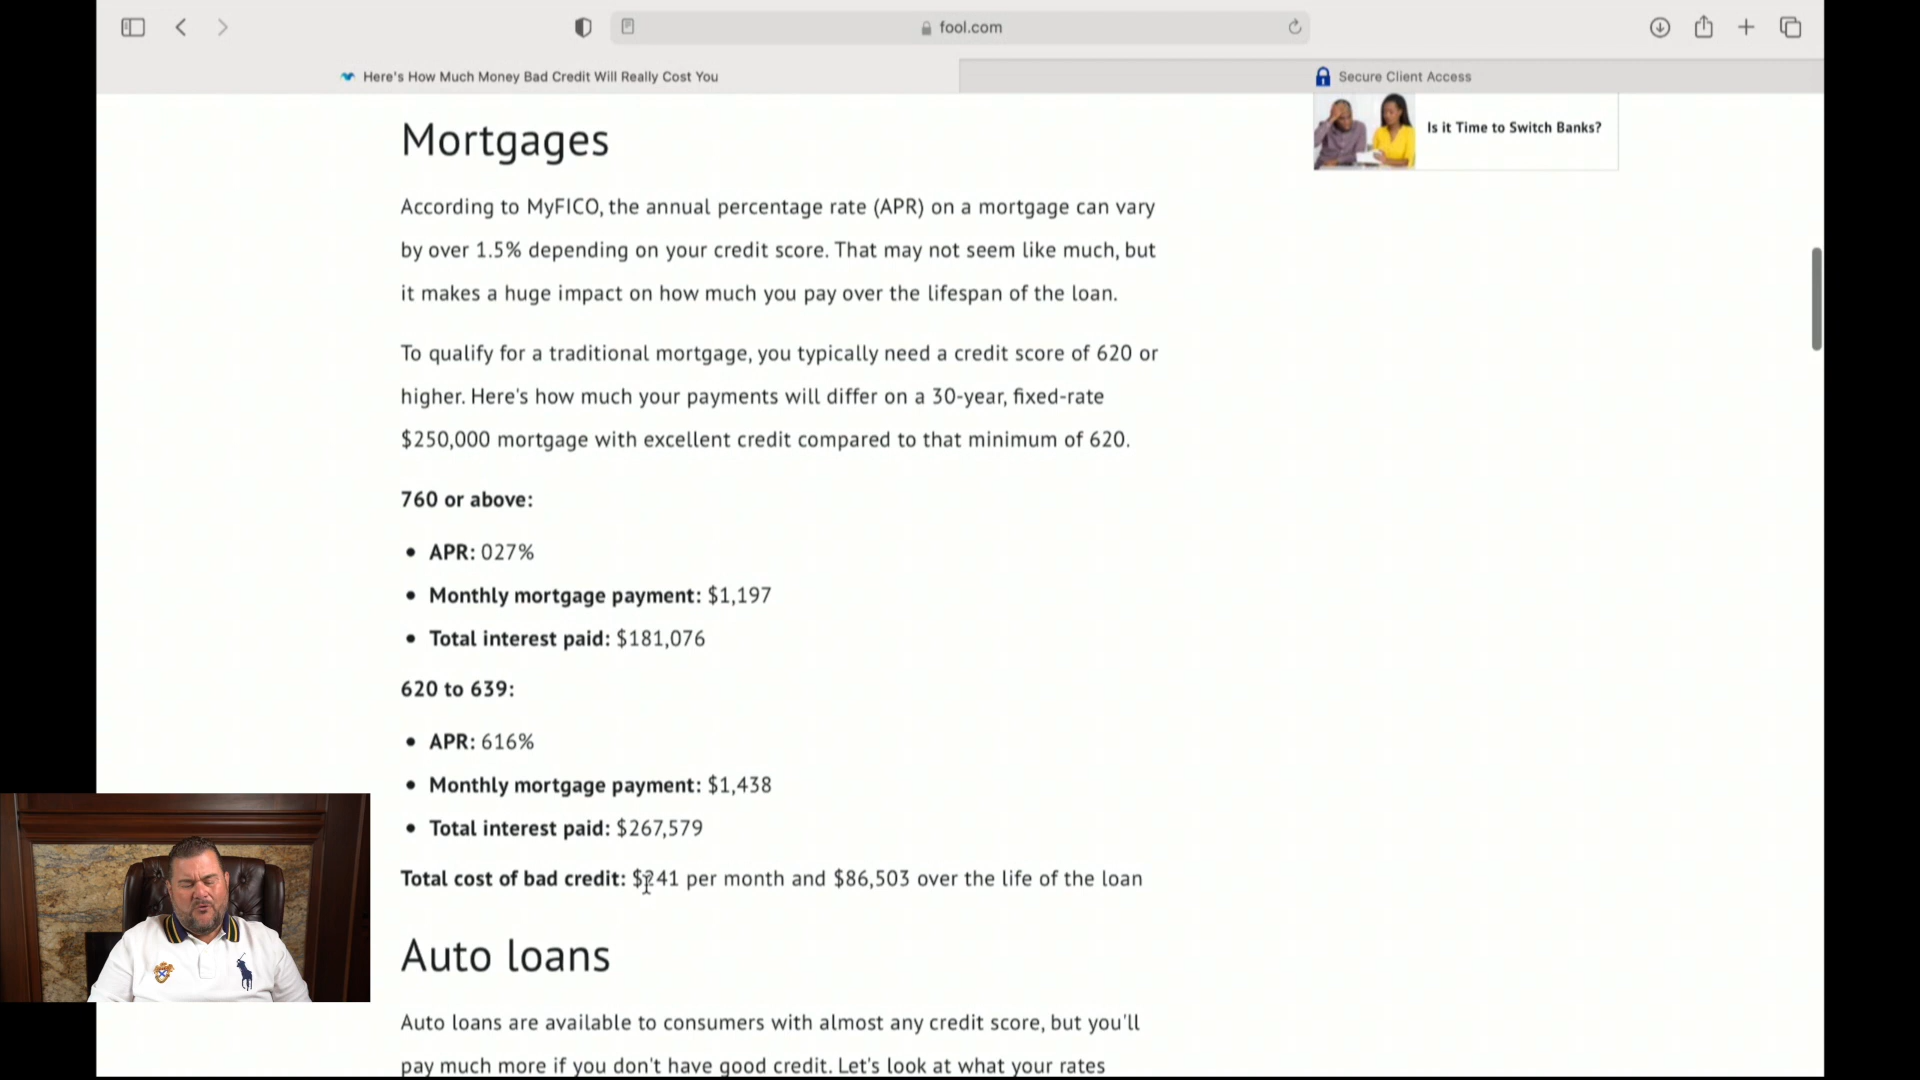 fool.com
Here's How Much Money Bad Credit Will Really Cost You
Secure Client Access
Is it Time to Switch Banks?
Mortgages
According to MyFICO, the annual percentage rate (APR) on a mortgage can vary
by over 1.5% depending on your credit score. That may not seem like much, but
it makes a huge impact on how much you pay over the lifespan of the loan.
To qualify for a traditional mortgage, you typically need a credit score of 620 or
higher. Here's how much your payments will differ on a 30-year, fixed-rate
$250,000 mortgage with excellent credit compared to that minimum of 620.
760 or above:
• APR: 027%
• Monthly mortgage payment: $1,197
• Total interest paid: $181,076
620 to 639:
• APR: 616%
• Monthly mortgage payment: $1,438
• Total interest paid: $267,579
Total cost of bad credit: $241 per month and $86,503 over the life of the loan
Auto loans
Auto loans are available to consumers with almost any credit score, but you'll
pay much more if you don't have good credit. Let's look at what your rates